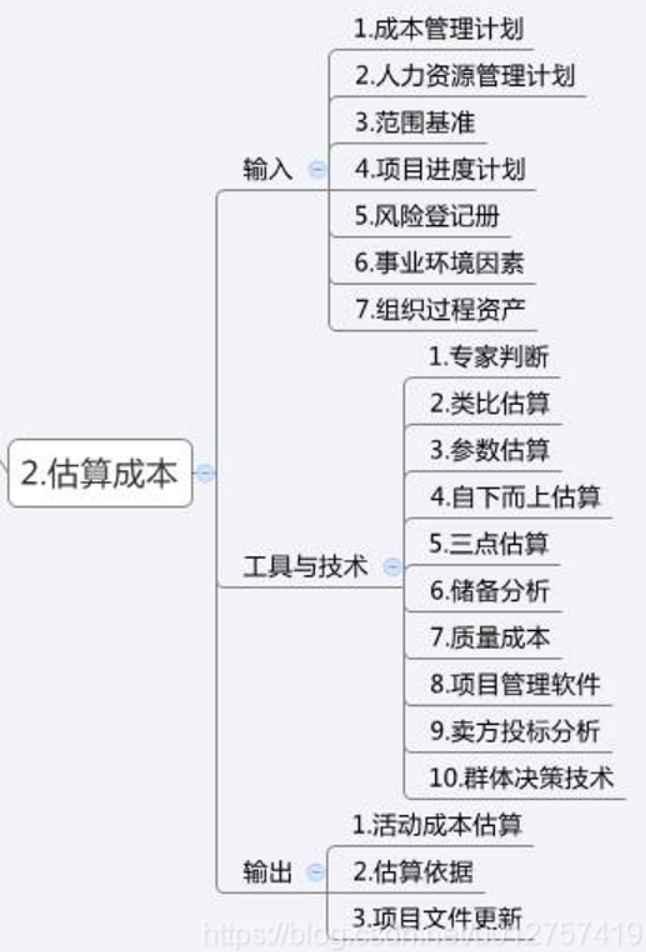 1.成本管理计划
2.人力资源管理计划
3.范围基准
输入
4.项目进度计划
5.风险登记册
6.事业环境因素
7.组织过程资产
1.专家判断
2.类比估算
3.参数估算
2.估算成本
4.自下而上估算
5.三点估算
工具与技术
6.储备分析
7.质量成本
8.项目管理软件
9.卖方投标分析
10.群体决策技术
1.活动成本估算
输出
2.估算依据
3.项目文件更新